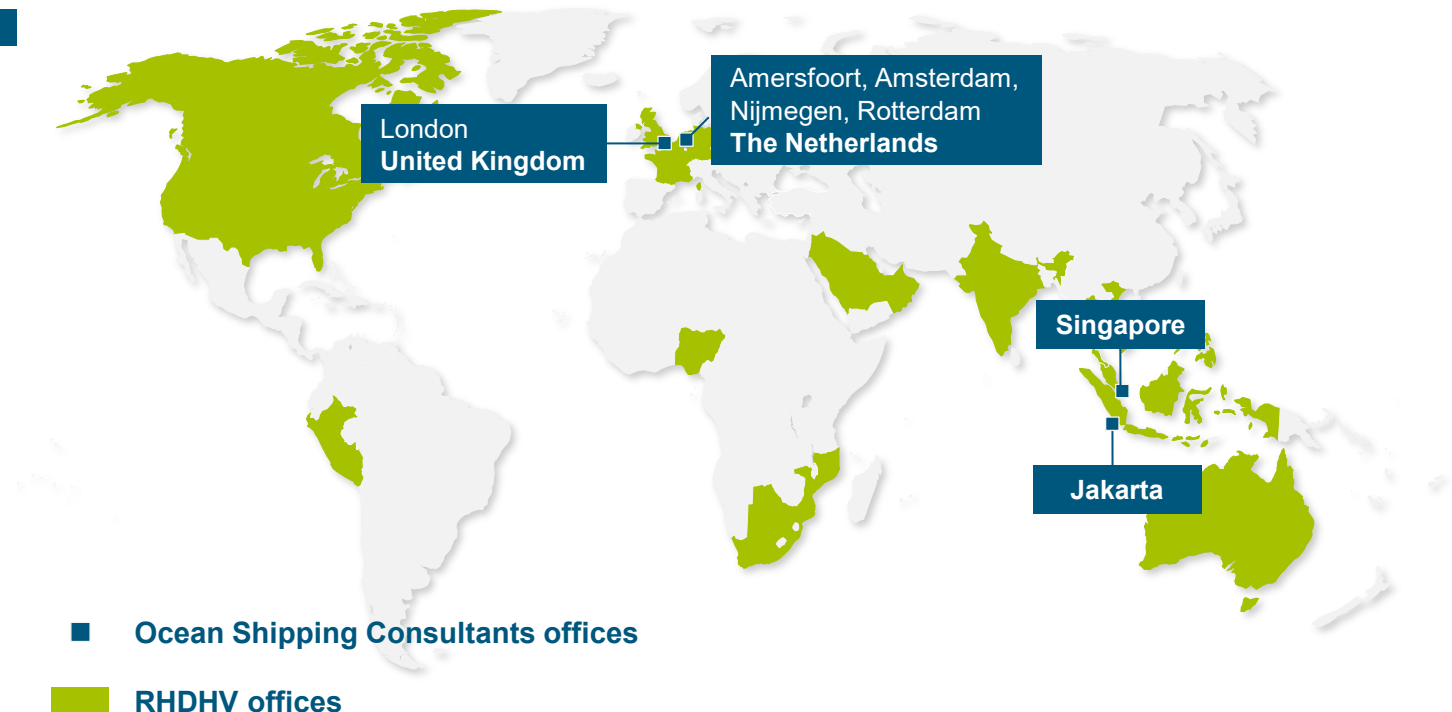 Amersfoort, Amsterdam,
Nijmegen, Rotterdam
The Netherlands
London
United Kingdom
Singapore
Jakarta
Ocean Shipping Consultants offices
RHDHV offices